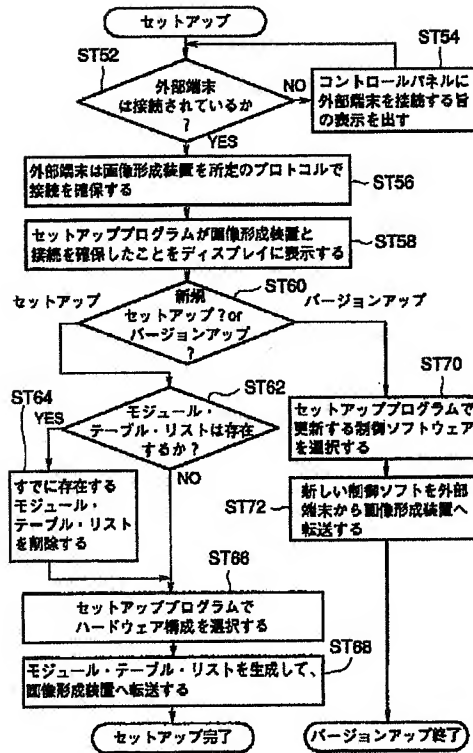 セットアップ
ST52
外部端末
は接続されているか
?
NO
YES
ST54
コントロールパネルに
外部端末を接続する旨
の表示を出す
外部端末は画像形成装置を所定のプロトコルで
接続を確保する
ST56
セットアッププログラムが画像形成装置と
接続を確保したことをディスプレイに表示する
ST58
ST60
新規
セットアップ?or
バージョンアップ
?
セットアップ
バージョンアップ
ST62
モジュール・
テーブル・リストは存在
するか?
YES
NO
ST64
すでに存在する
モジュール・
テーブル・リスト
を削除する
ST70
セットアッププログラムで
更新する制御ソフトウェア
を選択する
ST72
新しい制御ソフトを外部
端末から画像形成装置へ
転送する
ST66
セットアッププログラムで
ハードウェア構成を選択する
ST68
モジュール・テーブル・リストを生成して、
画像形成装置へ転送する
セットアップ完了
バージョンアップ終了